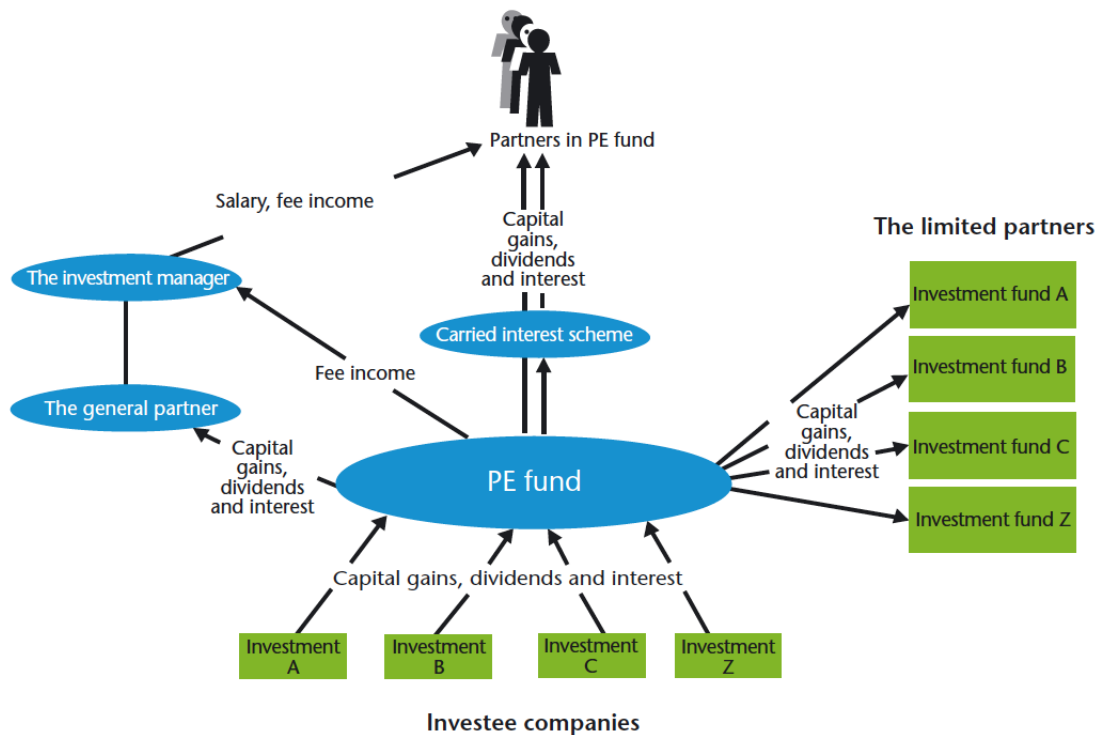 Partners in PE fund
Salary, fee income
Capital
gains,
dividends
and interest
The limited partners
The investment manager
Investment fund A
Carried interest scheme
Investment fund B
Fee income
The general partner
Capital
gains,
dividends
and interest
Investment fund C
Capital
gains,
dividends
and interest
PE fund
Investment fund Z
Capital gains, dividends and interest
Investment
A
Investment
B
Investment
C
Investment
Z
Investee companies